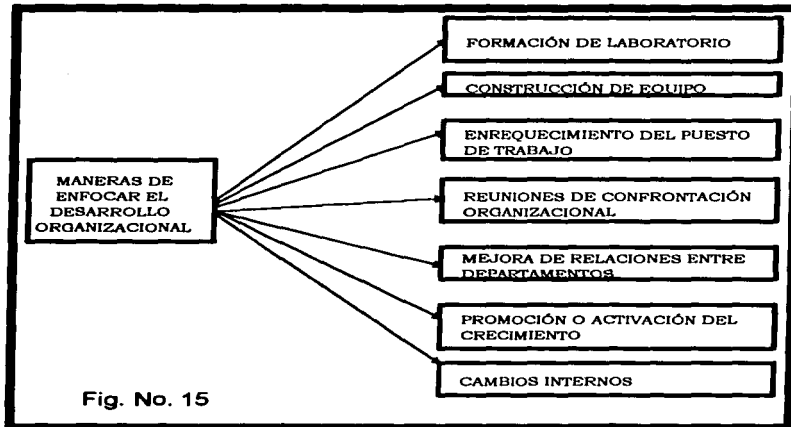 MANERAS DE
ENFOCAR EL
DESARROLLO
ORGANIZACIONAL
FORMACIÓN DE LABORATORIO
CONSTRUCCIÓN DE EQUIPO
ENREQUECIMIENTO DEL PUESTO
DE TRABAJO
REUNIONES DE CONFRONTACIÓN
ORGANIZACIONAL
MEJORA DE RELACIONES ENTRE
DEPARTAMENTOS
PROMOCIÓN O ACTIVACIÓN DEL
CRECIMIENTO
CAMBIOS INTERNOS
Fig. No. 15